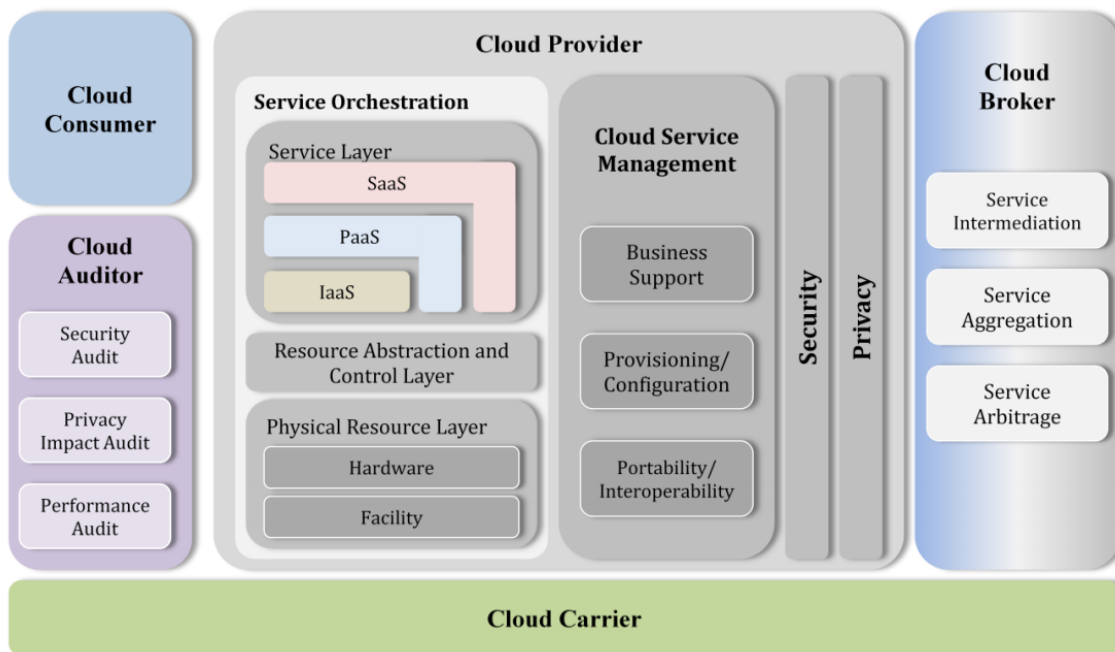 Cloud
Consumer
Cloud
Auditor
Security
Audit
Privacy
Impact Audit
Performance
Audit
Cloud Provider
Service Orchestration
Service Layer
SaaS
PaaS
IaaS
Resource Abstraction and
Control Layer
Physical Resource Layer
Hardware
Facility
Cloud Service
Management
Business
Support
Provisioning/
Configuration
Portability/
Interoperability
Security
Privacy
Cloud
Broker
Service
Intermediation
Service
Aggregation
Service
Arbitrage
Cloud Carrier